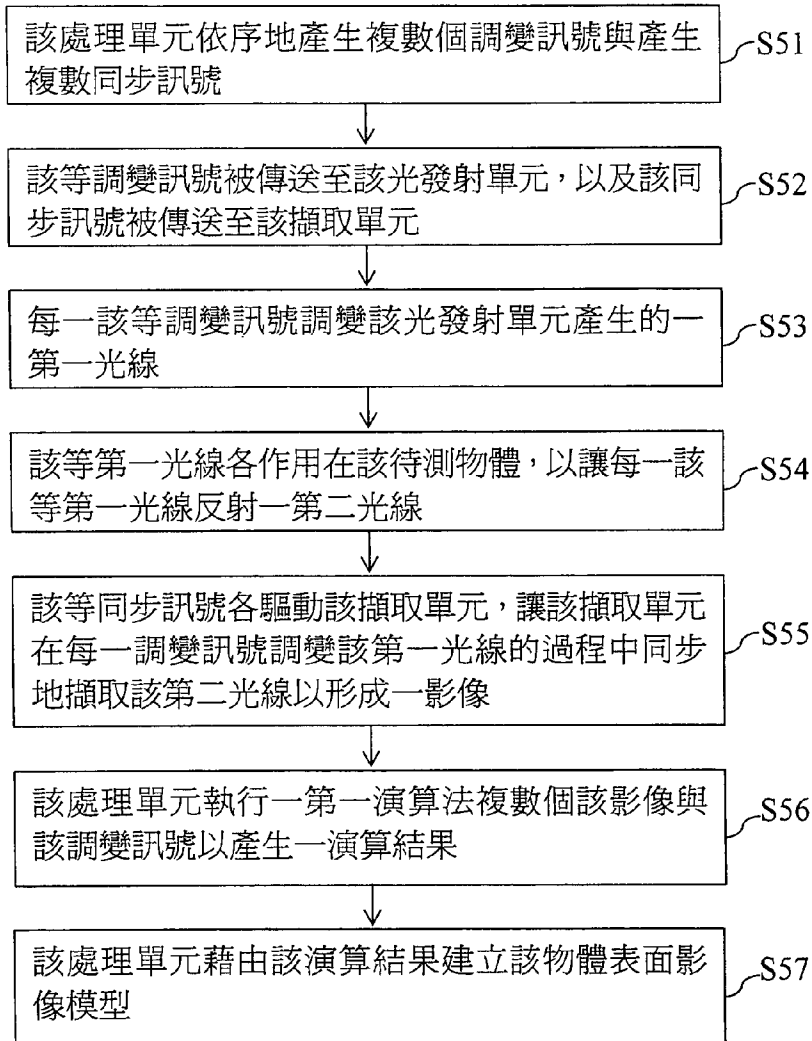 該處理單元依序地產生複數個調變訊號與產生
複數同步訊號
S51
該等調變訊號被傳送至該光發射單元，以及該同
步訊號被傳送至該擷取單元
S52
每一該等調變訊號調變該光發射單元產生的一
第一光線
S53
該等第一光線各作用在該待測物體，以讓每一該
等第一光線反射一第二光線
S54
該等同步訊號各驅動該擷取單元，讓該擷取單元
在每一調變訊號調變該第一光線的過程中同步
地擷取該第二光線以形成一影像
S55
該處理單元執行一第一演算法複數個該影像與
該調變訊號以產生一演算結果
S56
該處理單元藉由該演算結果建立該物體表面影
像模型
S57